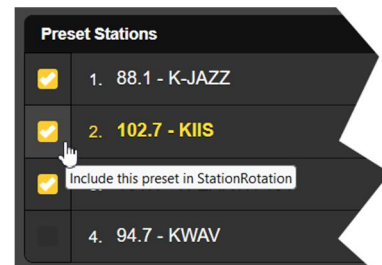 Preset Stations
1. 88.1 - K-JAZZ
2. 102.7 - KIIS
Include this preset in StationRotation
4. 94.7 - KWAV